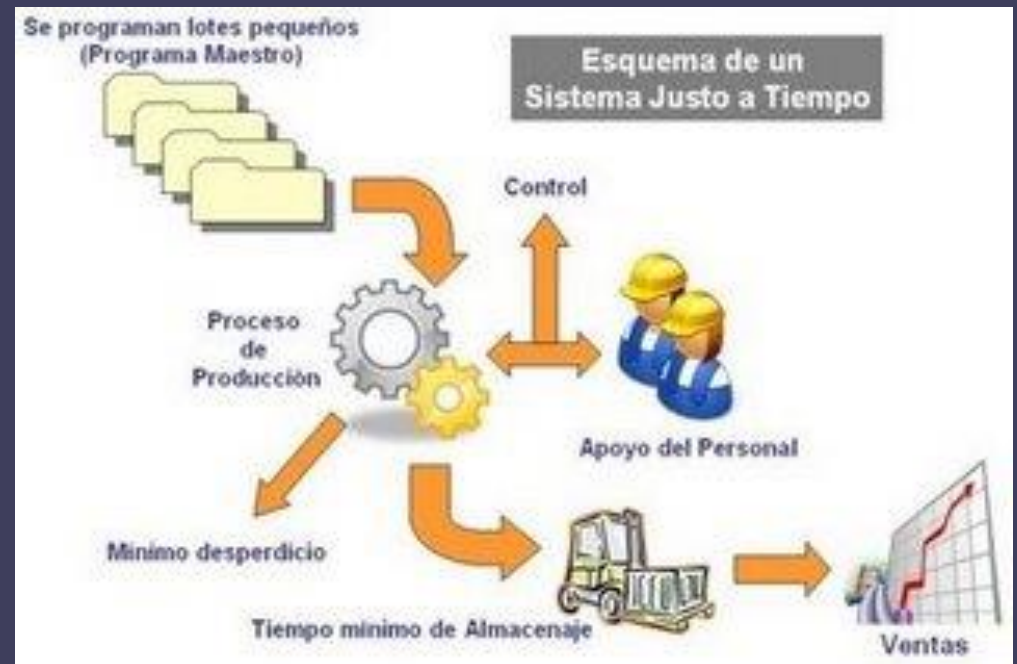 Se programan lotes pequeños
(Programa Maestro)
Esquema de un
Sistema Justo a Tiempo
Control
Proceso
de
Producción
Apoyo del Personal
Mínimo desperdicio
Tiempo mínimo de Almacenaje
Ventas